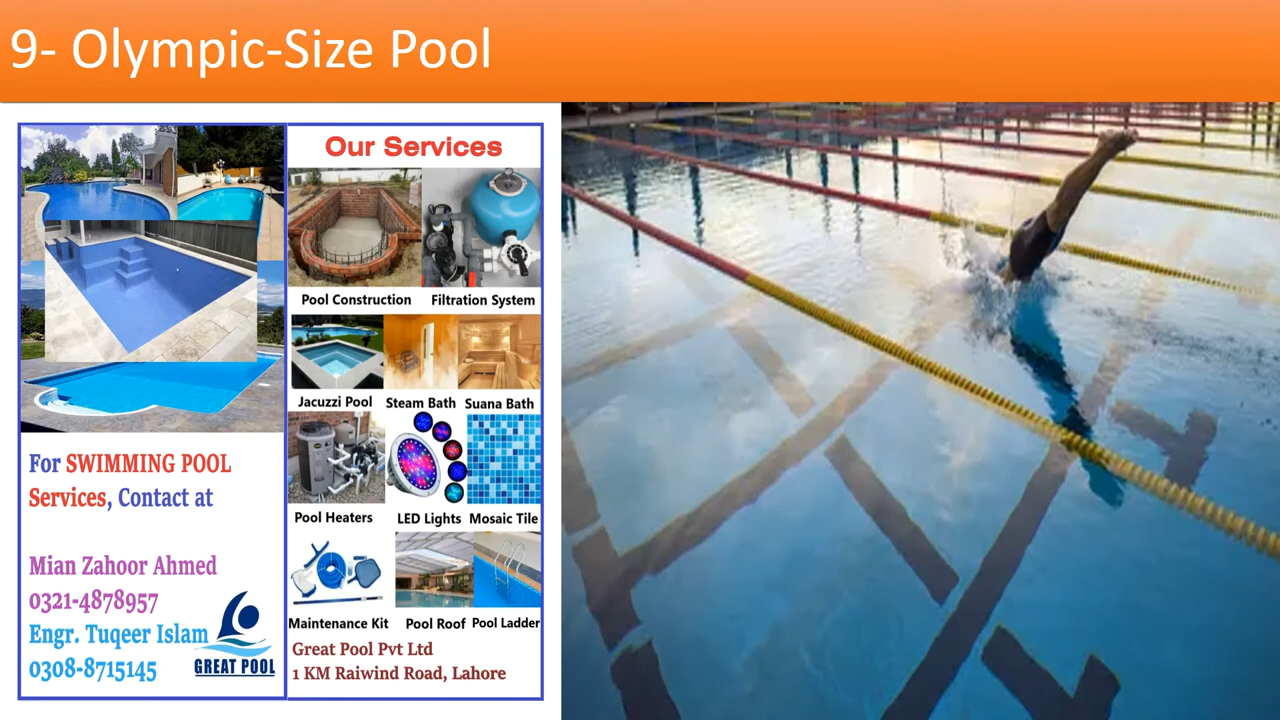 9- Olympic-Size Pool
Our Services
Pool Construction
Filtration System
Jacuzzi Pool
Steam Bath
Suana Bath
Pool Heaters
LED Lights
Mosaic Tile
Maintenance Kit
Pool Roof
Pool Ladder
Great Pool Pvt Ltd
1 KM Raiwind Road, Lahore
For SWIMMING POOL
Services, Contact at
Mian Zahoor Ahmed
0321-4878957
Engr. Tuqeer Islam
0308-8715145
GREAT POOL